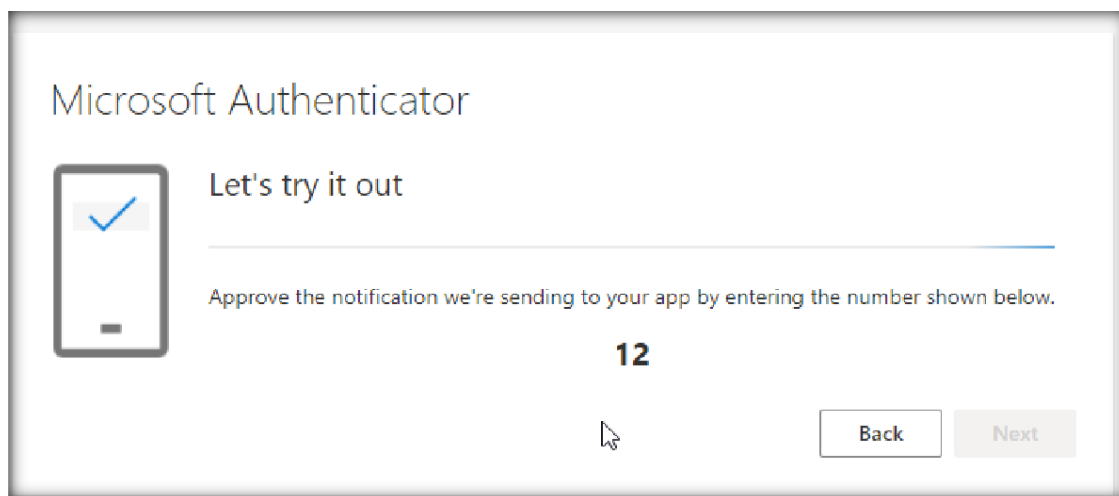 Microsoft Authenticator
Let's try it out
Approve the notification we're sending to your app by entering the number shown below.
12
Back Next